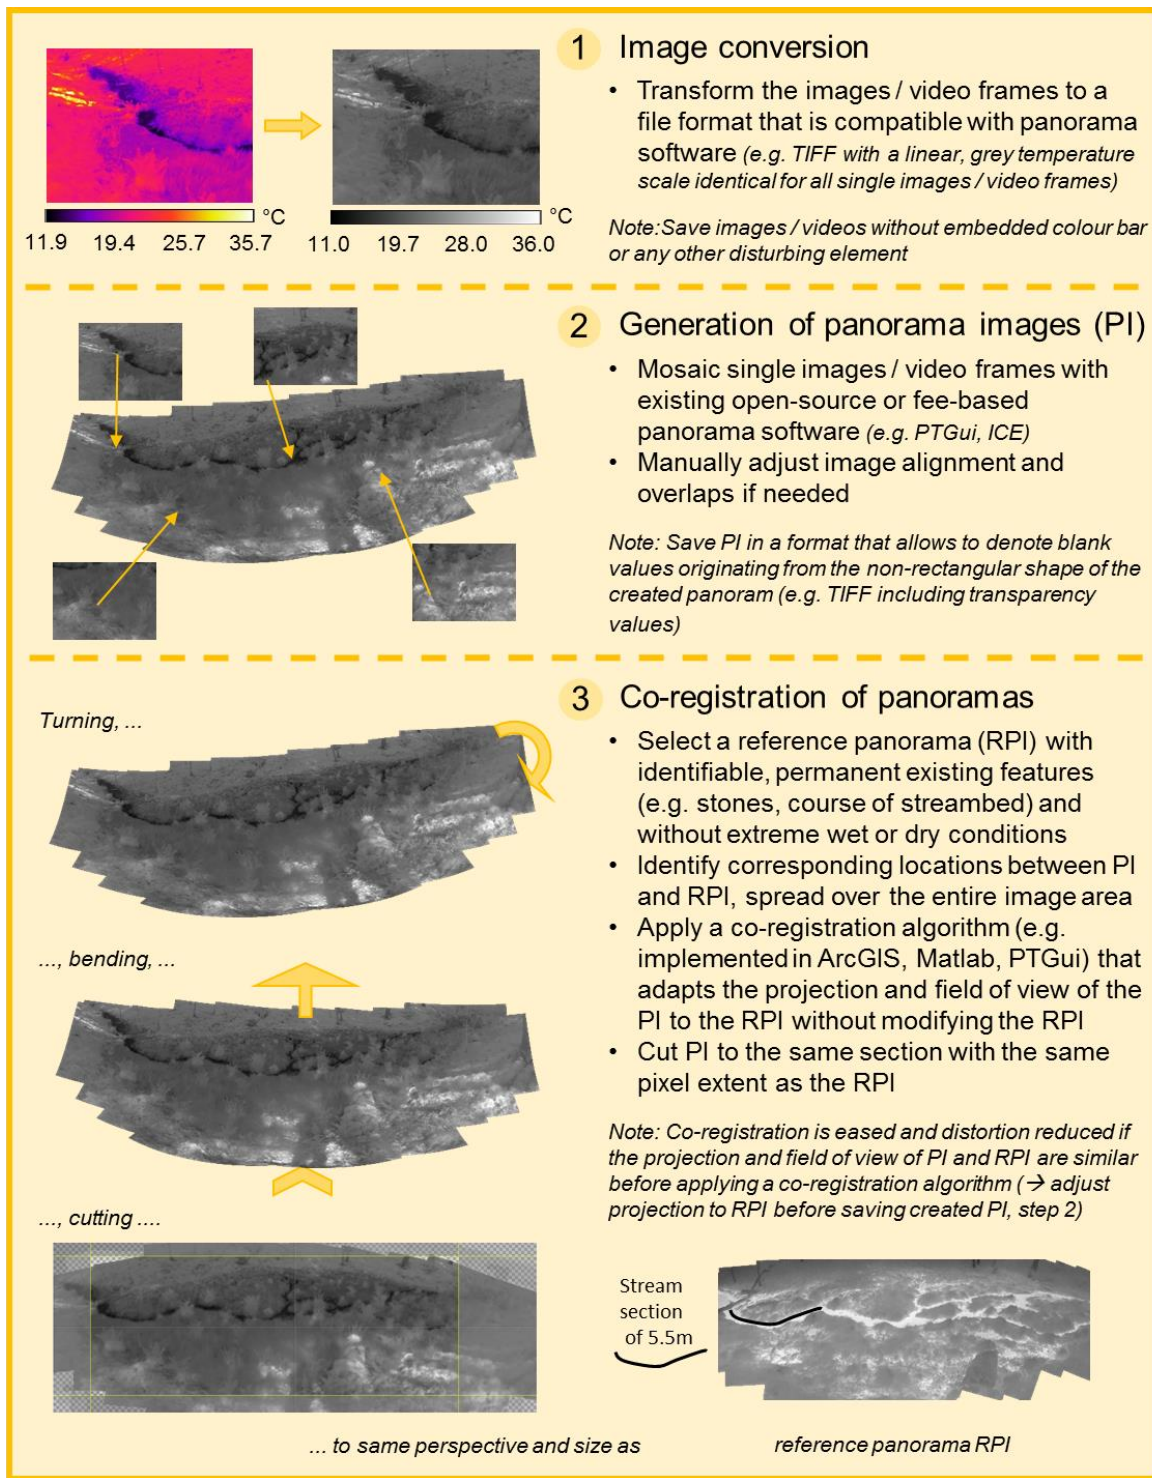 1 Image conversion
• Transform the images / video frames to a
file format that is compatible with panorama
software (e.g. TIFF with a linear, grey temperature
scale identical for all single images / video frames)
Note:Save images / videos without embedded colour bar
or any other disturbing element
°C
11.9 19.4 25.7 35.7
°C
11.0 19.7 28.0 36.0
2 Generation of panorama images (PI)
• Mosaic single images / video frames with
existing open-source or fee-based
panorama software (e.g. PTGui, ICE)
• Manually adjust image alignment and
overlaps if needed
Note: Save PI in a format that allows to denote blank
values originating from the non-rectangular shape of the
created panoram (e.g. TIFF including transparency
values)
3 Co-registration of panoramas
• Select a reference panorama (RPI) with
identifiable, permanent existing features
(e.g. stones, course of streambed) and
without extreme wet or dry conditions
• Identify corresponding locations between PI
and RPI, spread over the entire image area
• Apply a co-registration algorithm (e.g.
implemented in ArcGIS, Matlab, PTGui) that
adapts the projection and field of view of the
PI to the RPI without modifying the RPI
• Cut PI to the same section with the same
pixel extent as the RPI
Note: Co-registration is eased and distortion reduced if
the projection and field of view of PI and RPI are similar
before applying a co-registration algorithm (→ adjust
projection to RPI before saving created PI, step 2)
Turning, ...
..., bending, ...
..., cutting ....
Stream
section
of 5.5m
... to same perspective and size as
reference panorama RPI